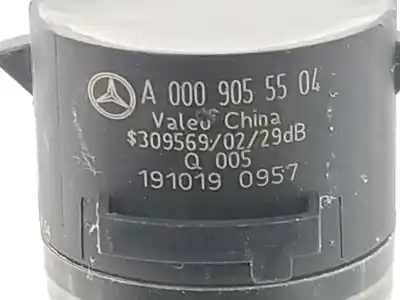 A 000 905 55 04
Valeo China
$309569/02/29dB
Q 005
191019 0957